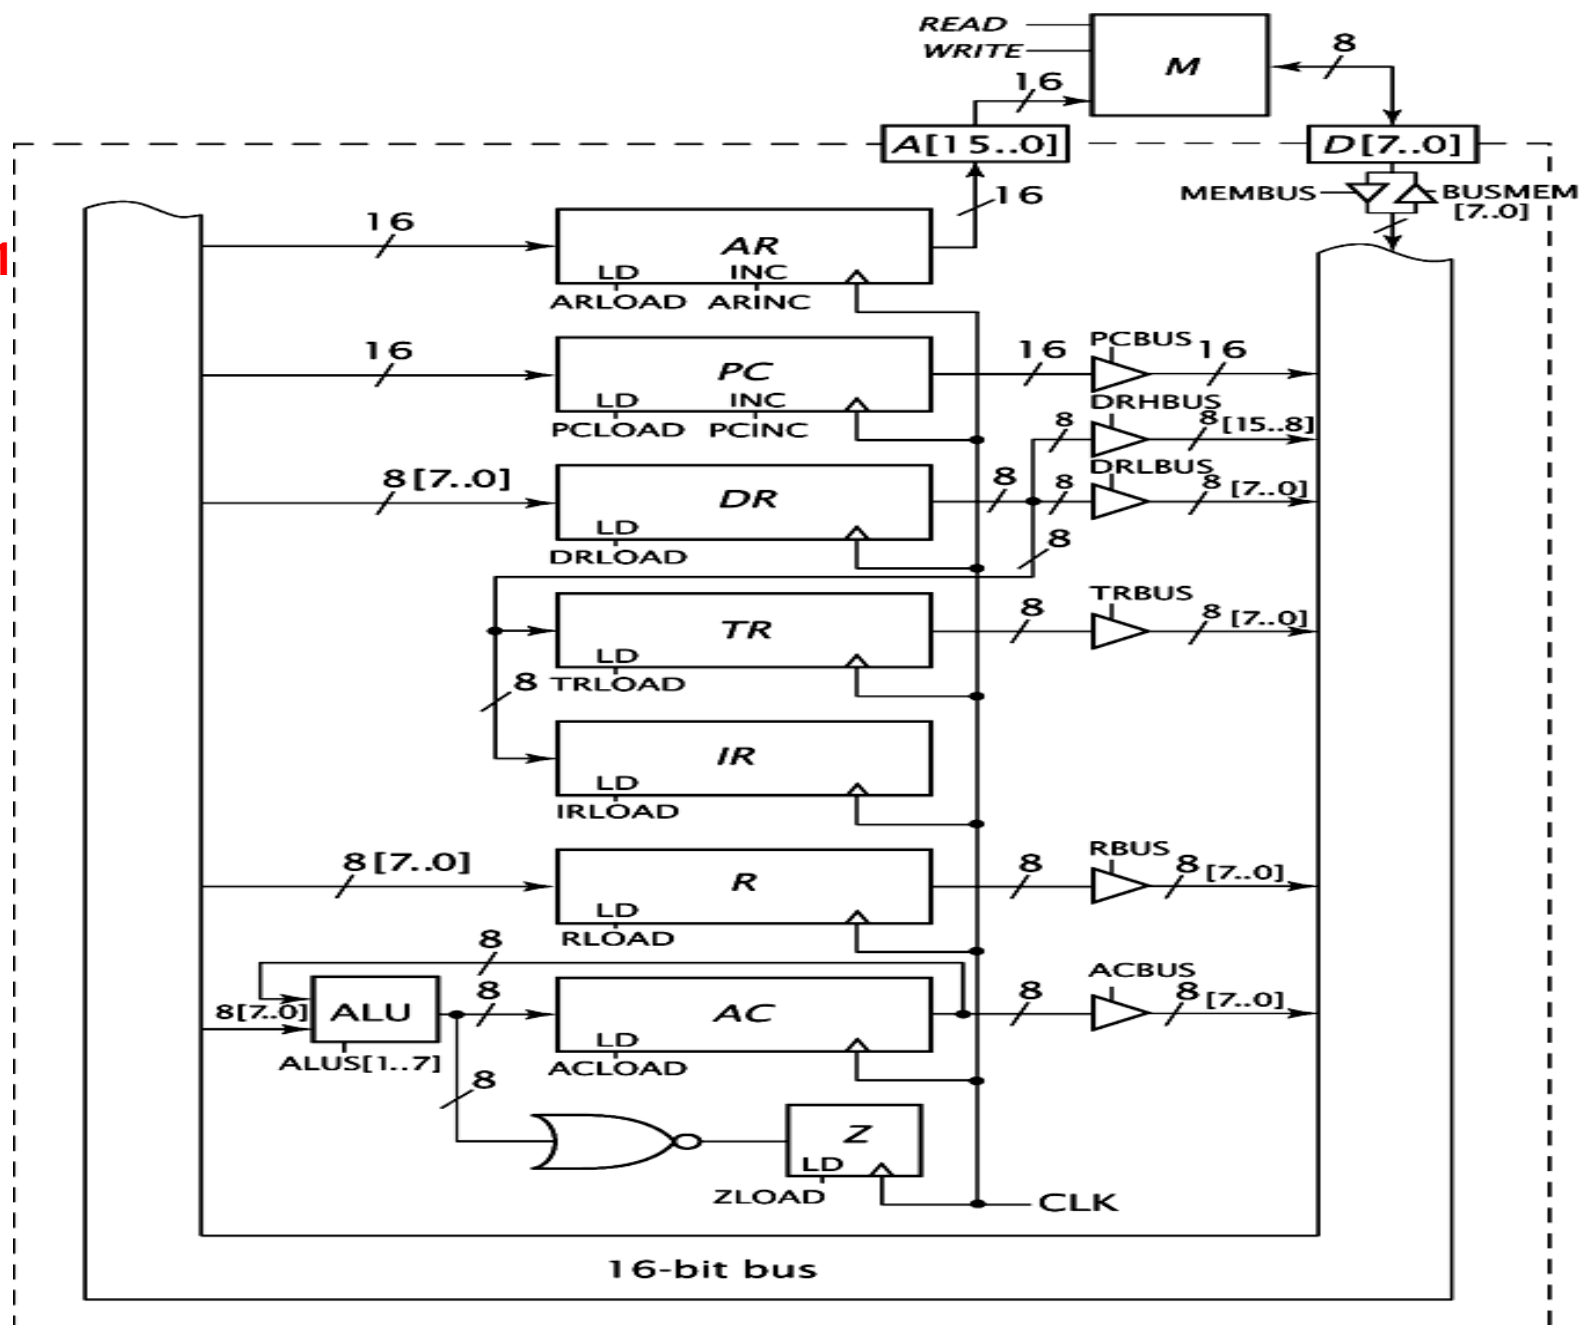 READ
WRITE
M
8
16
A[15..0]
D[7..0]
16
MEMBUS
BUSMEM
[7..0]
1
16
AR
LD INC
ARLOAD ARINC
16
PC
LD INC
PCLOAD PCINC
16
PCBUS
16
DRHBUS
8
8 [15..8]
8 [7..0]
DR
LD
DRLOAD
8
8
DRLBUS
8 [7..0]
8
TR
LD
TRLOAD
8
TRBUS
8 [7..0]
8
IR
LD
IRLOAD
8 [7..0]
R
LD
RLOAD
8
RBUS
8 [7..0]
8
8[7..0]
ALU
ALUS[1..7]
8
AC
LD
ACLOAD
8
ACBUS
8 [7..0]
8
Z
LD
ZLOAD
CLK
16-bit bus